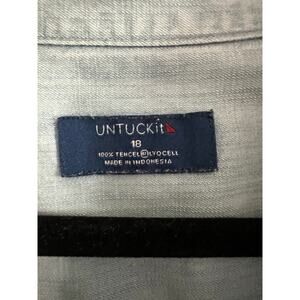 UNTUCKit
18
100% TENCEL® LYOCELL
MADE IN INDONESIA